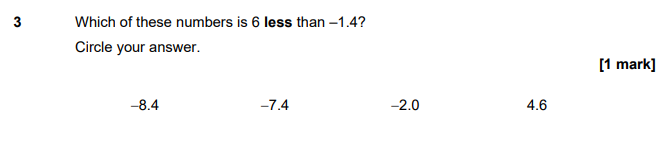 3 Which of these numbers is 6 less than –1.4?
Circle your answer.
[1 mark]
–8.4 –7.4 –2.0 4.6